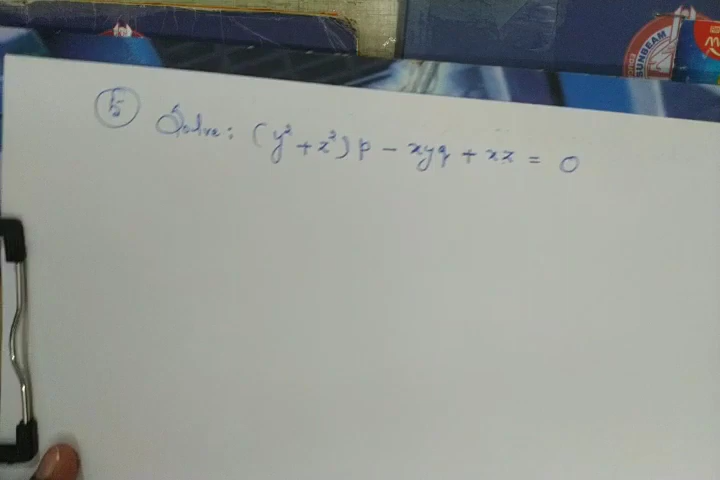 SUNBEAM
(5) Solve: (y² + z²) p - xyq + xz = 0